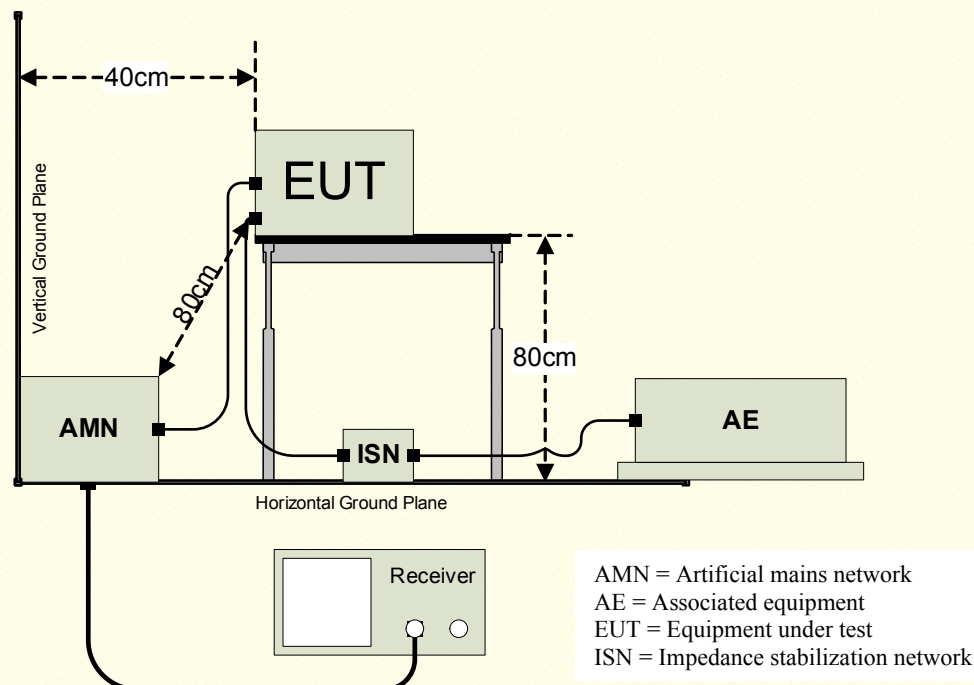 40cm
EUT
Vertical Ground Plane
80cm
80cm
AMN
ISN
AE
Horizontal Ground Plane
Receiver
AMN = Artificial mains network
AE = Associated equipment
EUT = Equipment under test
ISN = Impedance stabilization network